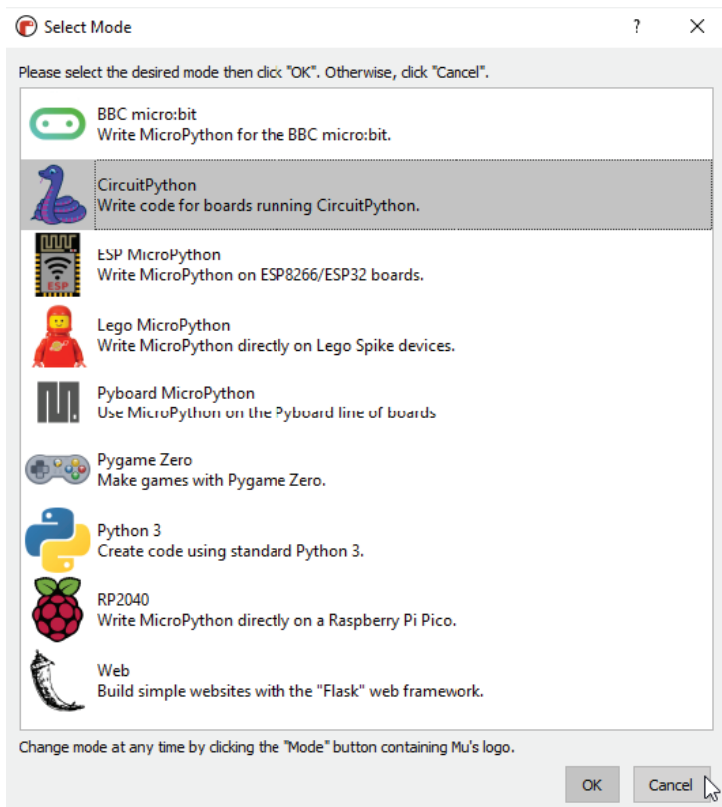 Select Mode
?
Please select the desired mode then click "OK". Otherwise, click "Cancel".
BBC micro:bit
Write MicroPython for the BBC micro:bit.
CircuitPython
Write code for boards running CircuitPython.
ESP MicroPython
Write MicroPython on ESP8266/ESP32 boards.
ESP
Lego MicroPython
Write MicroPython directly on Lego Spike devices.
Pyboard MicroPython
Use MicroPython on the Pyboard line of boards
Pygame Zero
Make games with Pygame Zero.
Python 3
Create code using standard Python 3.
RP2040
Write MicroPython directly on a Raspberry Pi Pico.
Web
Build simple websites with the "Flask" web framework.
Change mode at any time by clicking the "Mode" button containing Mu's logo.
OK
Cancel